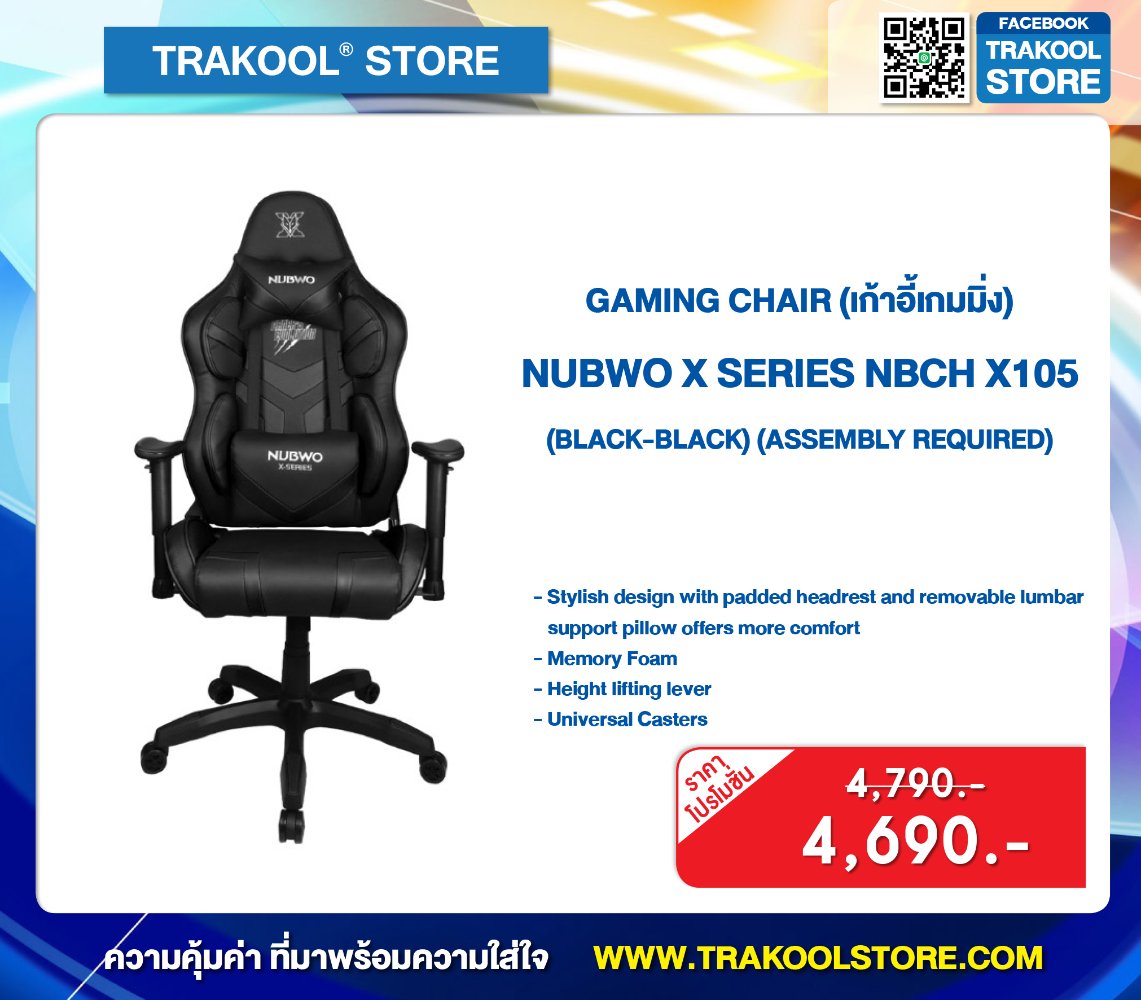 TRAKOOL® STORE
FACEBOOK
TRAKOOL
STORE
NUBWO
NUBWO
X-SERIES
GAMING CHAIR (เก้าอี้เกมมิ่ง)
NUBWO X SERIES NBCH X105
(BLACK-BLACK) (ASSEMBLY REQUIRED)
- Stylish design with padded headrest and removable lumbar
support pillow offers more comfort
- Memory Foam
- Height lifting lever
- Universal Casters
ราคา
โปรโมชั่น
4,790.-
4,690.-
ความคุ้มค่า ที่มาพร้อมความใส่ใจ WWW.TRAKOOLSTORE.COM